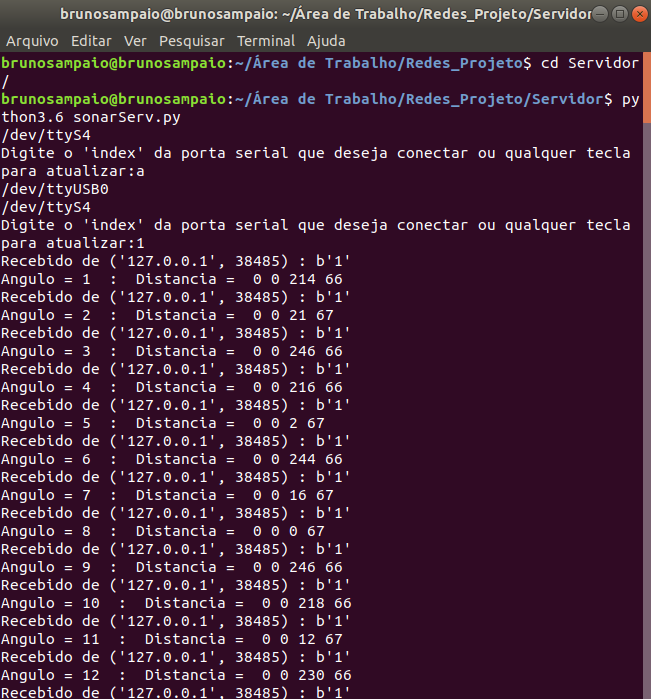 brunosampaio@brunosampaio: ~/Área de Trabalho/Redes_Projeto/Servidor
Arquivo Editar Ver Pesquisar Terminal Ajuda
brunosampaio@brunosampaio:~/Área de Trabalho/Redes_Projeto$ cd Servidor
/
brunosampaio@brunosampaio:~/Área de Trabalho/Redes_Projeto/Servidor$ py
thon3.6 sonarServ.py
/dev/ttyS4
Digite o 'index' da porta serial que deseja conectar ou qualquer tecla
para atualizar:a
/dev/ttyUSB0
/dev/ttyS4
Digite o 'index' da porta serial que deseja conectar ou qualquer tecla
para atualizar:1
Recebido de ('127.0.0.1', 38485) : b'1'
Angulo = 1  :  Distancia =  0 0 214 66
Recebido de ('127.0.0.1', 38485) : b'1'
Angulo = 2  :  Distancia =  0 0 21 67
Recebido de ('127.0.0.1', 38485) : b'1'
Angulo = 3  :  Distancia =  0 0 246 66
Recebido de ('127.0.0.1', 38485) : b'1'
Angulo = 4  :  Distancia =  0 0 216 66
Recebido de ('127.0.0.1', 38485) : b'1'
Angulo = 5  :  Distancia =  0 0 2 67
Recebido de ('127.0.0.1', 38485) : b'1'
Angulo = 6  :  Distancia =  0 0 244 66
Recebido de ('127.0.0.1', 38485) : b'1'
Angulo = 7  :  Distancia =  0 0 16 67
Recebido de ('127.0.0.1', 38485) : b'1'
Angulo = 8  :  Distancia =  0 0 0 67
Recebido de ('127.0.0.1', 38485) : b'1'
Angulo = 9  :  Distancia =  0 0 246 66
Recebido de ('127.0.0.1', 38485) : b'1'
Angulo = 10  :  Distancia =  0 0 218 66
Recebido de ('127.0.0.1', 38485) : b'1'
Angulo = 11  :  Distancia =  0 0 12 67
Recebido de ('127.0.0.1', 38485) : b'1'
Angulo = 12  :  Distancia =  0 0 230 66
Recebido de ('127.0.0.1', 38485) : b'1'